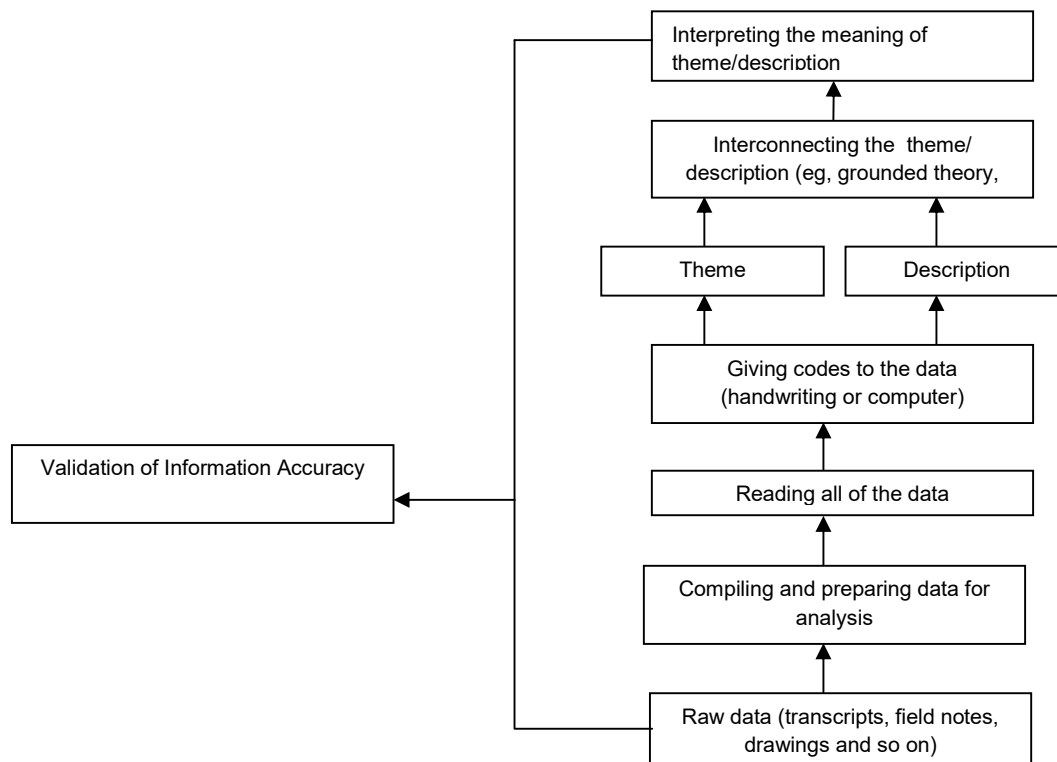 Interpreting the meaning of
theme/description
Interconnecting the theme/
description (eg, grounded theory,
Theme
Description
Giving codes to the data
(handwriting or computer)
Validation of Information Accuracy
Reading all of the data
Compiling and preparing data for
analysis
Raw data (transcripts, field notes,
drawings and so on)